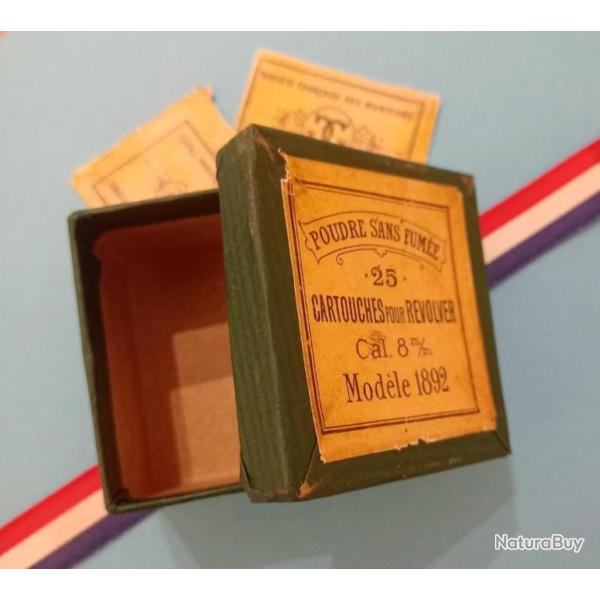 SOCIÉTÉ FRANÇAISE DES MUNITIONS
POUDRE SANS FUMÉE
·25·
CARTOUCHES POUR REVOLVER
Cal. 8 m/m
Modèle 1892
NaturaBuy